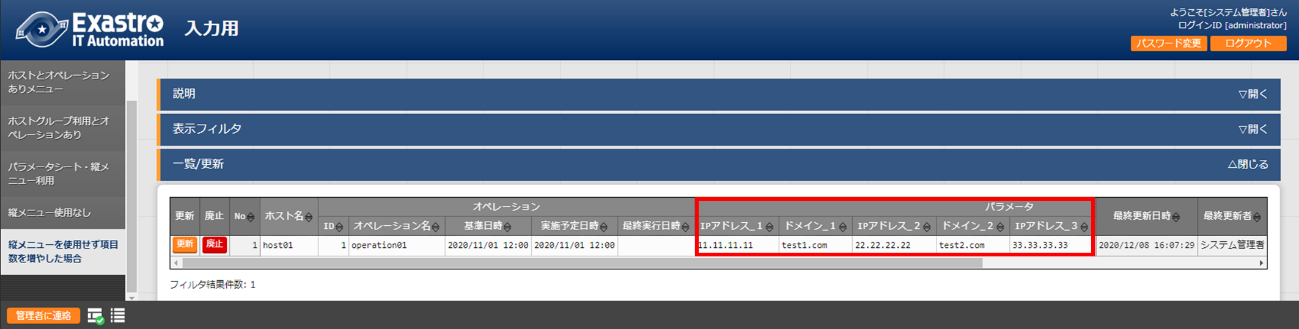 Exastro
IT Automation
入力用
ようこそ[システム管理者]さん
ログインID [administrator]
パスワード変更
ログアウト
ホストとオペレーション
ありメニュー
ホストグループ利用とオ
ペレーションあり
パラメータシート - 縦メ
ニュー利用
縦メニュー使用なし
縦メニューを使用せず項目
数を増やした場合
説明 ▽開く
表示フィルタ ▽開く
一覧/更新 △閉じる
更新 廃止 No ホスト名 オペレーション パラメータ 最終更新日時 最終更新者
ID オペレーション名 基準日時 実施予定日時 最終実行日時 IPアドレス_1 ドメイン_1 IPアドレス_2 ドメイン_2 IPアドレス_3
更新 廃止 1 host01 1 operation01 2020/11/01 12:00 2020/11/01 12:00 11.11.11.11 test1.com 22.22.22.22 test2.com 33.33.33.33 2020/12/08 16:07:29 システム管理者
フィルタ結果件数: 1
管理者に連絡